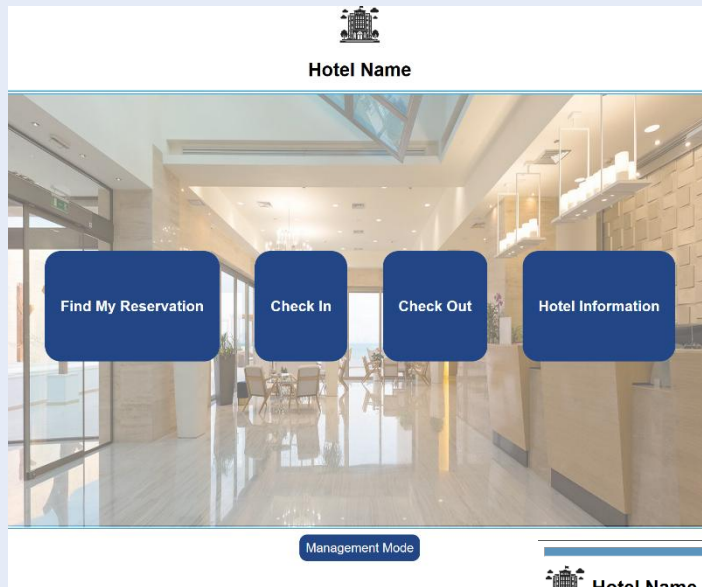 Hotel Name
Find My Reservation
Check In
Check Out
Hotel Information
Management Mode
Hotel Name